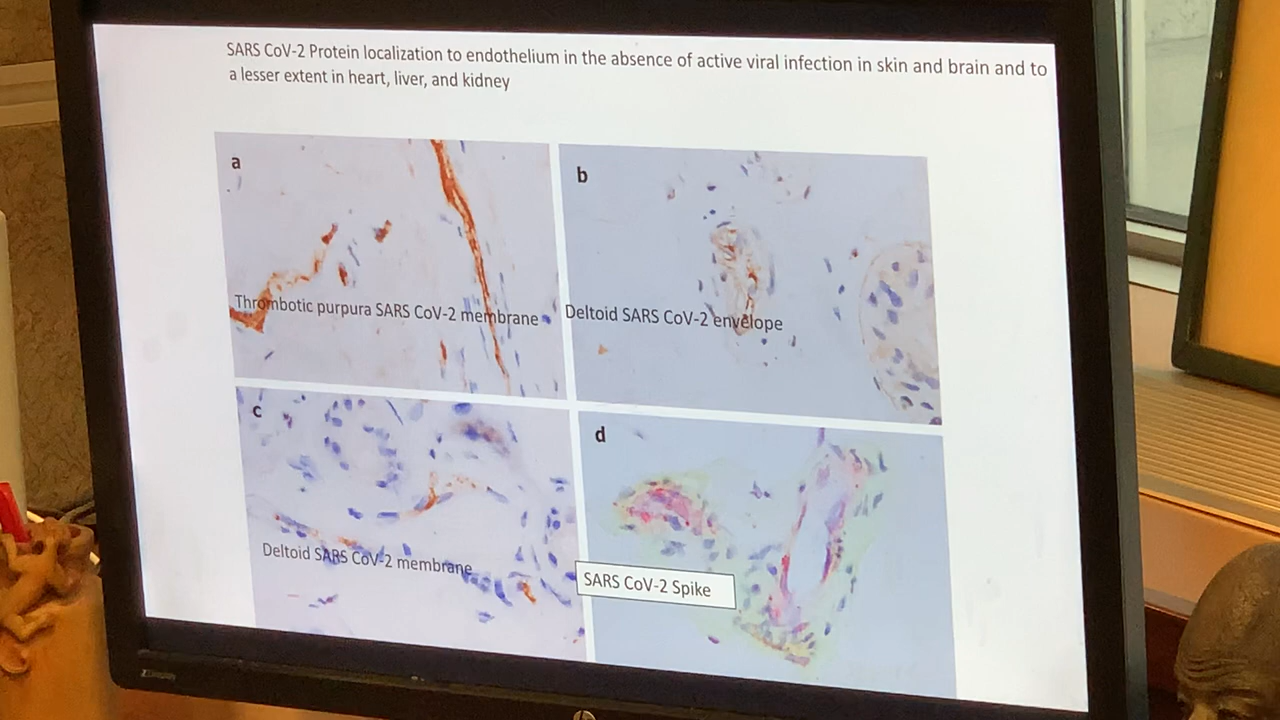 SARS CoV-2 Protein localization to endothelium in the absence of active viral infection in skin and brain and to
a lesser extent in heart, liver, and kidney
a
b
Thrombotic purpura SARS CoV-2 membrane
Deltoid SARS CoV-2 envelope
c
d
Deltoid SARS CoV-2 membrane
SARS CoV-2 Spike
hp